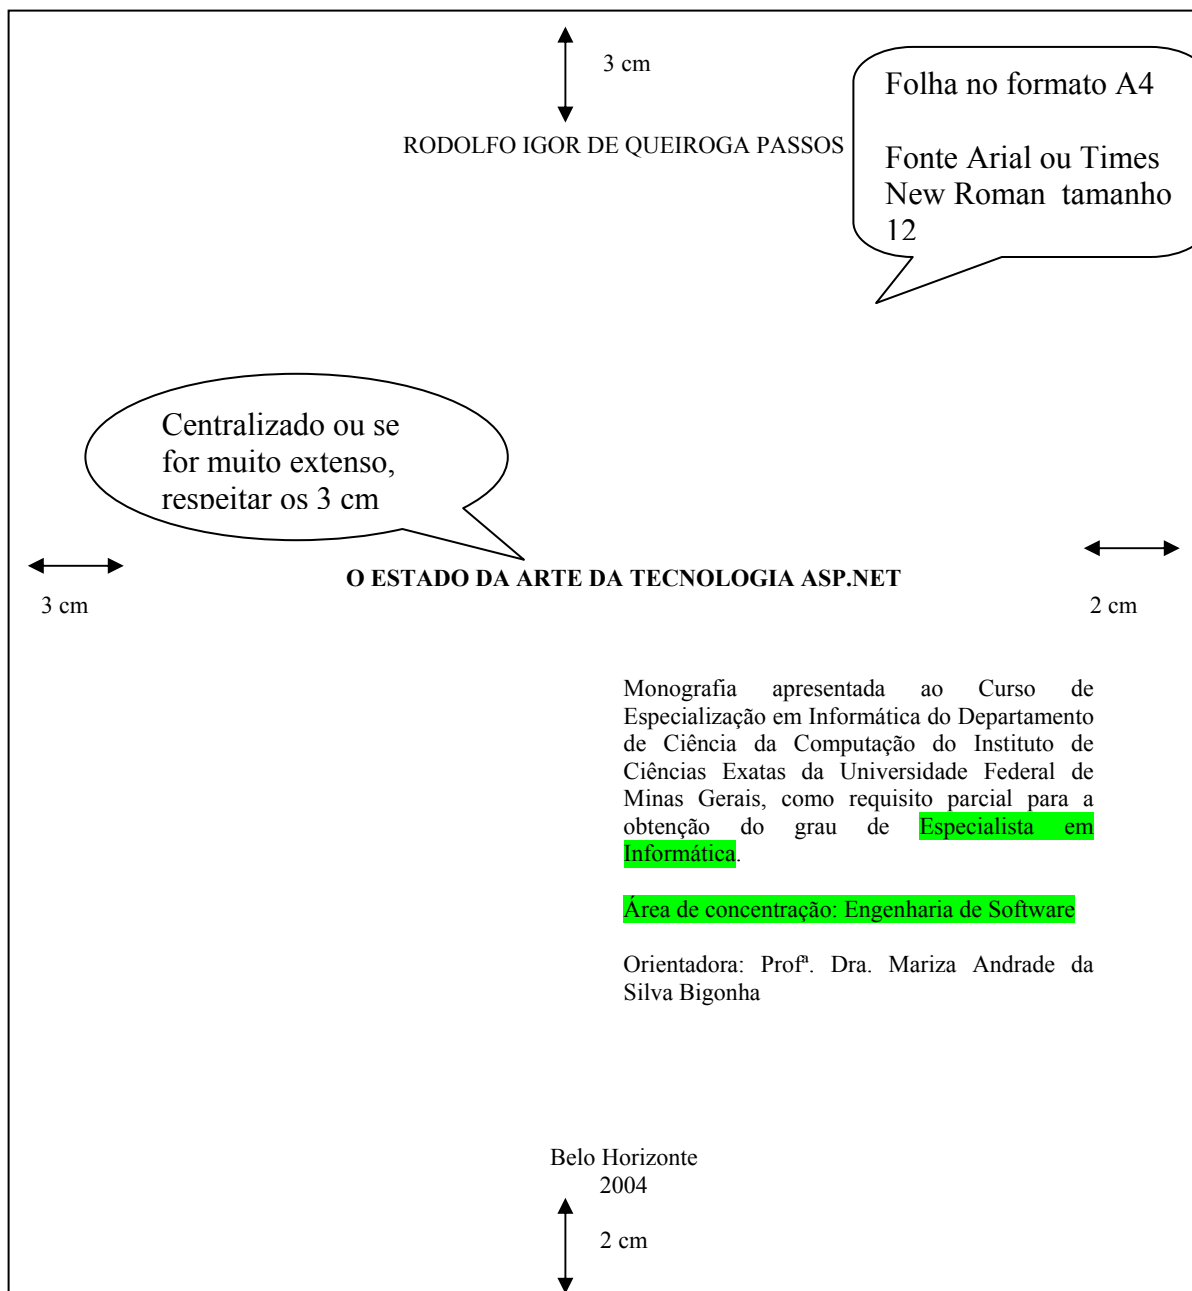 3 cm
RODOLFO IGOR DE QUEIROGA PASSOS
Folha no formato A4
Fonte Arial ou Times
New Roman tamanho
12
Centralizado ou se
for muito extenso,
respeitar os 3 cm
3 cm
O ESTADO DA ARTE DA TECNOLOGIA ASP.NET
2 cm
Monografia apresentada ao Curso de
Especialização em Informática do Departamento
de Ciência da Computação do Instituto de
Ciências Exatas da Universidade Federal de
Minas Gerais, como requisito parcial para a
obtenção do grau de Especialista em
Informática.
Área de concentração: Engenharia de Software
Orientadora: Profª. Dra. Mariza Andrade da
Silva Bigonha
Belo Horizonte
2004
2 cm